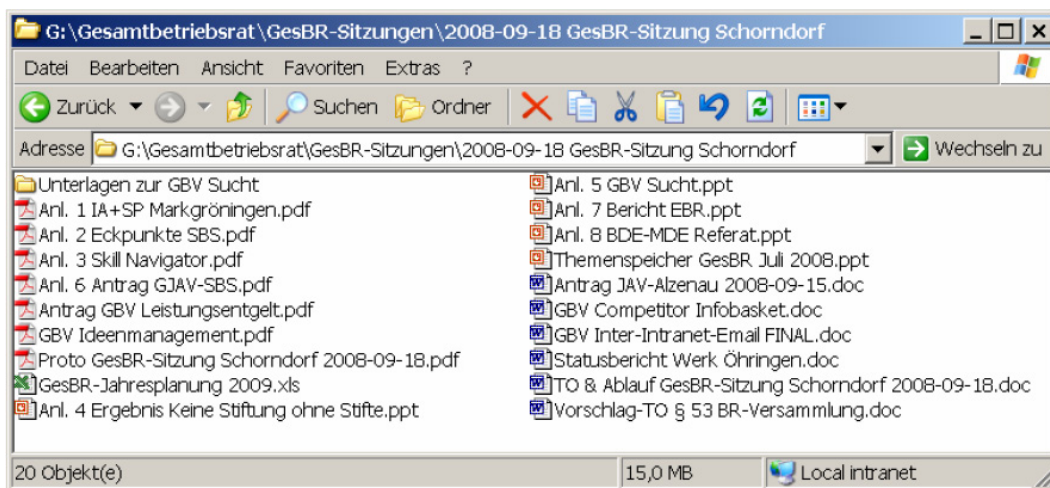 G:\Gesamtbetriebsrat\GesBR-Sitzungen\2008-09-18 GesBR-Sitzung Schorndorf
Datei Bearbeiten Ansicht Favoriten Extras ?
Zurück Suchen Ordner
Adresse G:\Gesamtbetriebsrat\GesBR-Sitzungen\2008-09-18 GesBR-Sitzung Schorndorf Wechseln zu
Unterlagen zur GBV Sucht
Anl. 1 IA+SP Markgröningen.pdf
Anl. 2 Eckpunkte SBS.pdf
Anl. 3 Skill Navigator.pdf
Anl. 6 Antrag GJAV-SBS.pdf
Antrag GBV Leistungsentgelt.pdf
GBV Ideenmanagement.pdf
Proto GesBR-Sitzung Schorndorf 2008-09-18.pdf
GesBR-Jahresplanung 2009.xls
Anl. 4 Ergebnis Keine Stiftung ohne Stifte.ppt
Anl. 5 GBV Sucht.ppt
Anl. 7 Bericht EBR.ppt
Anl. 8 BDE-MDE Referat.ppt
Themenspeicher GesBR Juli 2008.ppt
Antrag JAV-Alzenau 2008-09-15.doc
GBV Competitor Infobasket.doc
GBV Inter-Intranet-Email FINAL.doc
Statusbericht Werk Öhringen.doc
TO & Ablauf GesBR-Sitzung Schorndorf 2008-09-18.doc
Vorschlag-TO § 53 BR-Versammlung.doc
20 Objekt(e) 15,0 MB Local intranet